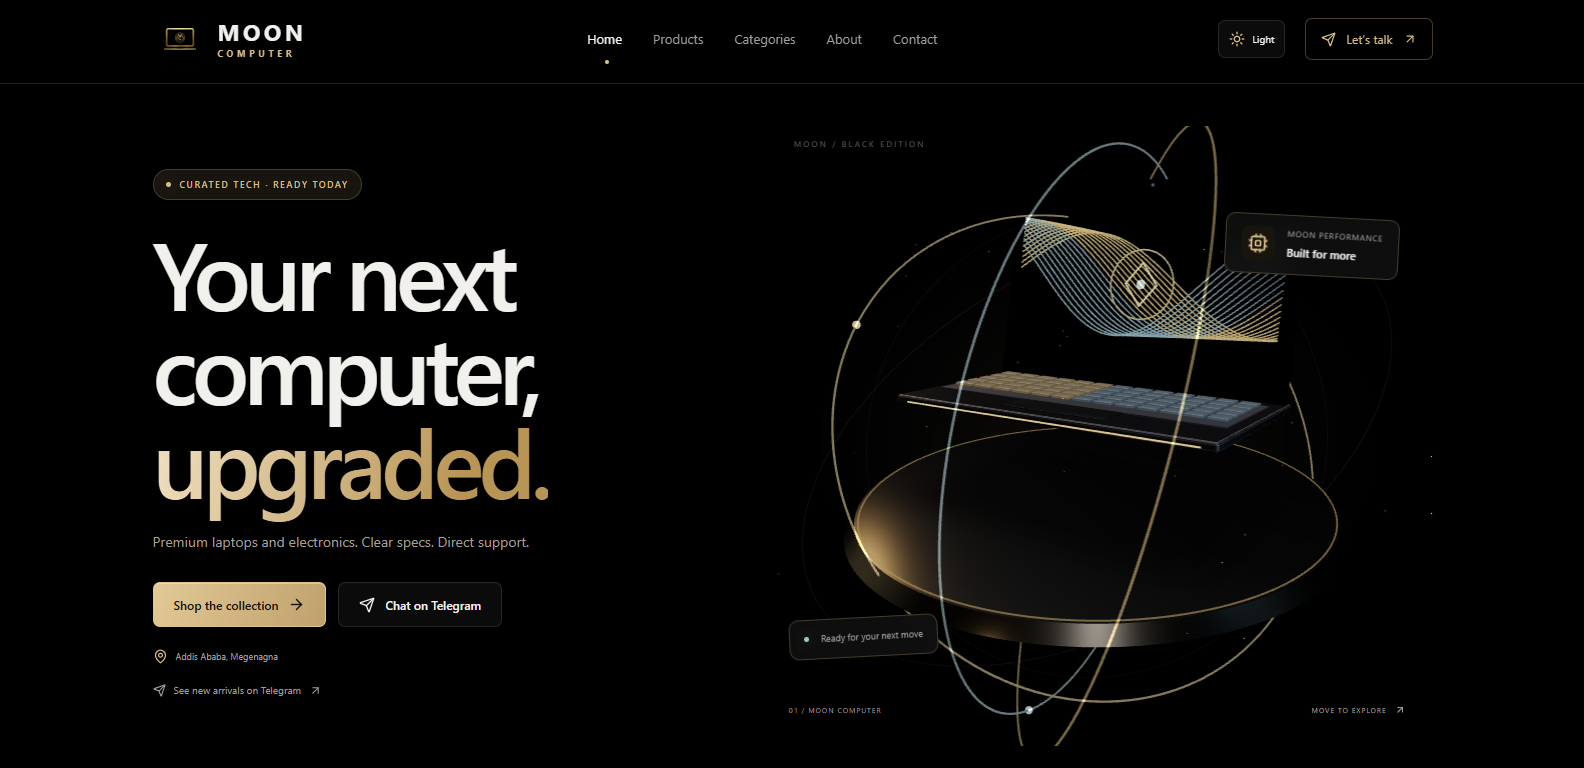 MOON
COMPUTER
Home
Products
Categories
About
Contact
Light
Let's talk
CURATED TECH · READY TODAY
Your next
computer,
upgraded.
Premium laptops and electronics. Clear specs. Direct support.
Shop the collection
Chat on Telegram
Addis Ababa, Megenagna
See new arrivals on Telegram
MOON / BLACK EDITION
MOON PERFORMANCE
Built for more
Ready for your next move
01 / MOON COMPUTER
MOVE TO EXPLORE